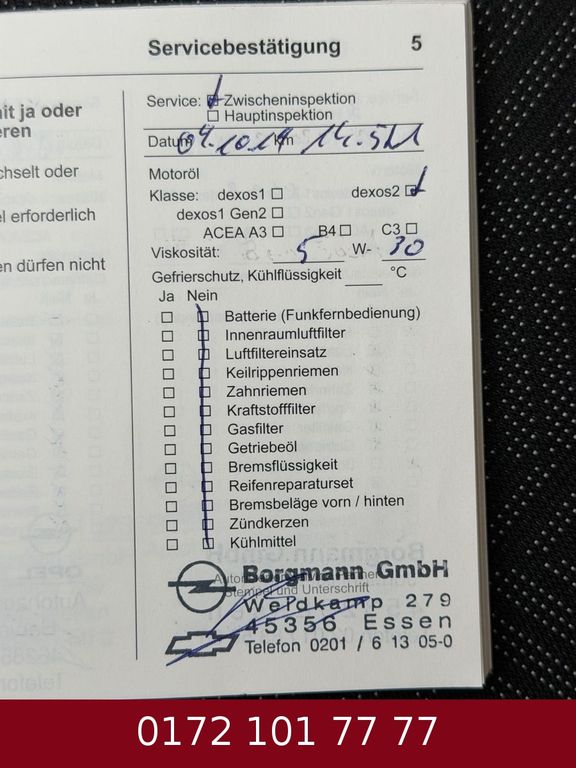 Servicebestätigung 5
it ja oder
eren
chselt oder
el erforderlich
en dürfen nicht
Service: Zwischeninspektion
Hauptinspektion
Datum 04.10.17 km 14.521
Motoröl
Klasse: dexos1 dexos2
dexos1 Gen2
ACEA A3 B4 C3
Viskosität: 5 W- 30
Gefrierschutz, Kühlflüssigkeit °C
Ja Nein
Batterie (Funkfernbedienung)
Innenraumluftfilter
Luftfiltereinsatz
Keilrippenriemen
Zahnriemen
Kraftstofffilter
Gasfilter
Getriebeöl
Bremsflüssigkeit
Reifenreparaturset
Bremsbeläge vorn / hinten
Zündkerzen
Kühlmittel
Borgmann GmbH
Stempel und Unterschrift
Weidkamp 279
45356 Essen
Telefon 0201 / 6 13 05-0
0172 101 77 77